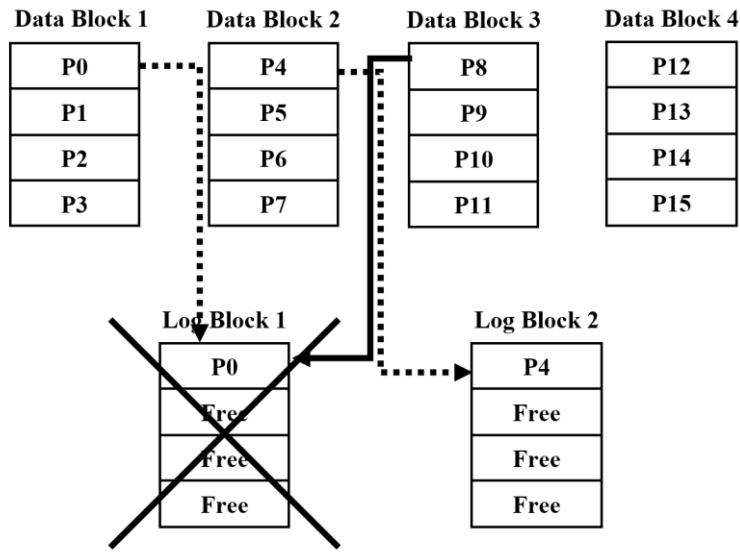 Data Block 1 Data Block 2 Data Block 3 Data Block 4
P0 P4 P8 P12
P1 P5 P9 P13
P2 P6 P10 P14
P3 P7 P11 P15
Log Block 1 Log Block 2
P0 P4
Free Free
Free Free
Free Free